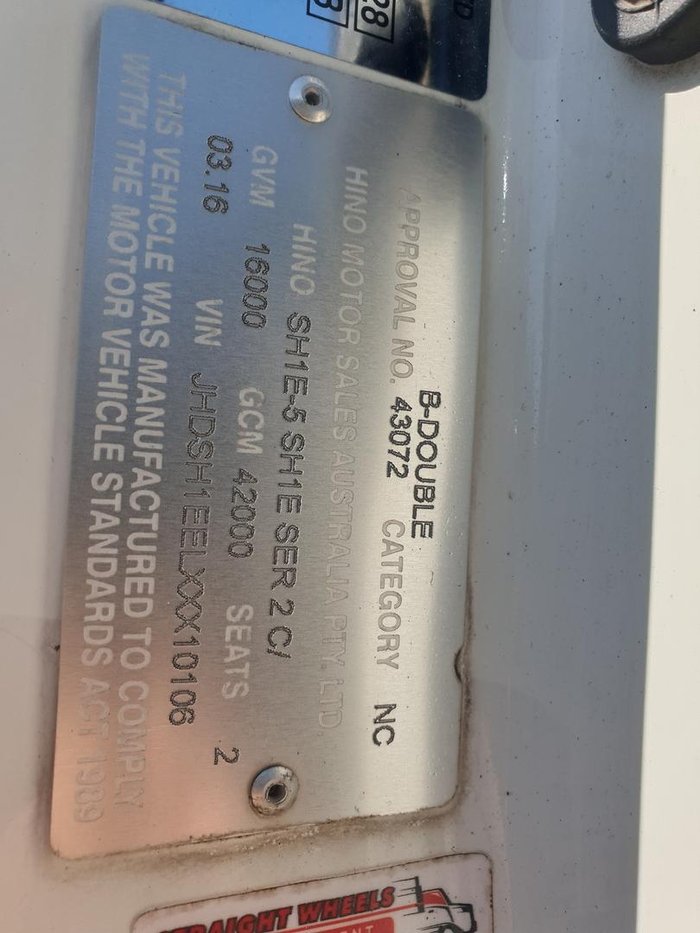 28
B-DOUBLE
APPROVAL NO. 43072 CATEGORY NC
HINO MOTOR SALES AUSTRALIA PTY LTD.
HINO SH1E-5 SH1E SER 2 C/
GVM 16000 GCM 42000 SEATS 2
03.16 VIN JHDSH1EELXXX10106
THIS VEHICLE WAS MANUFACTURED TO COMPLY
WITH THE MOTOR VEHICLE STANDARDS ACT 1989
STRAIGHT WHEELS